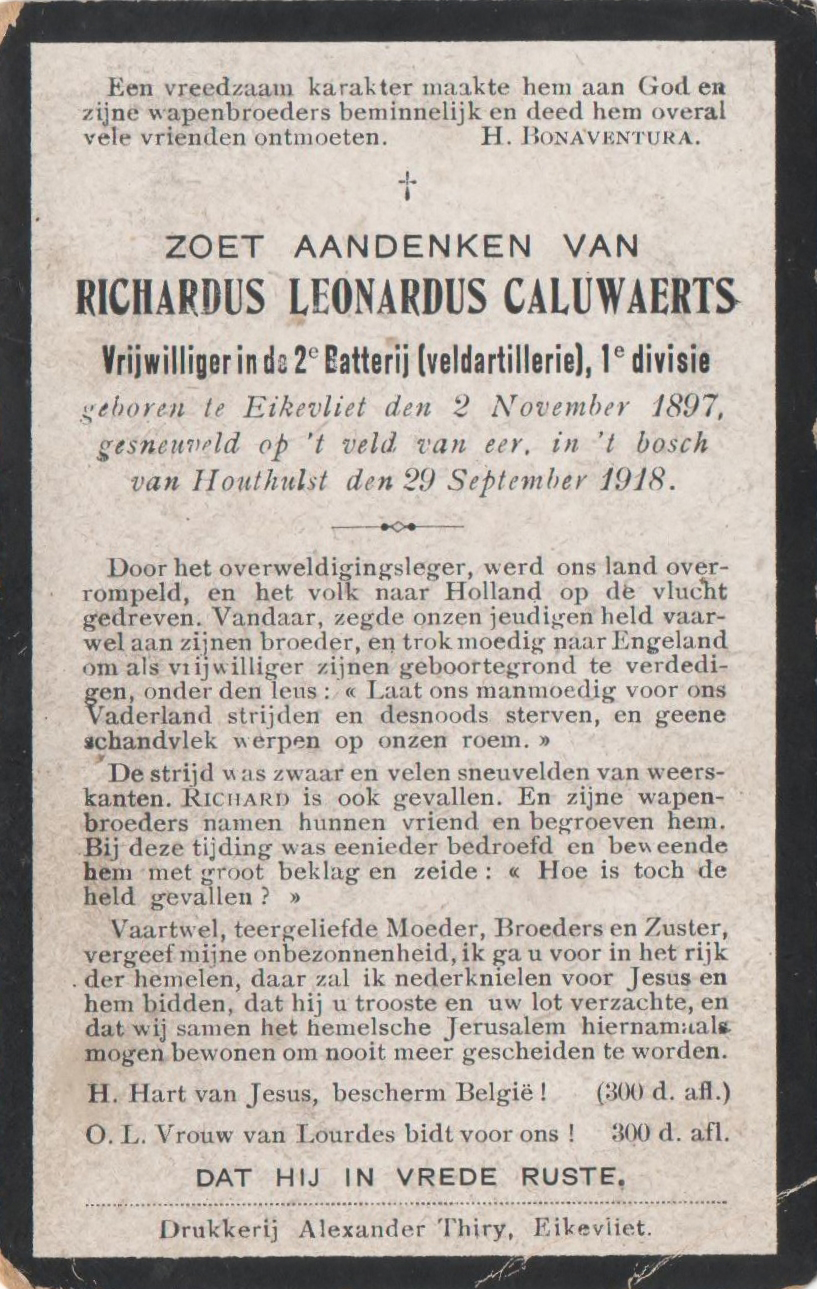 Een vreedzaam karakter maakte hem aan God en
zijne wapenbroeders beminnelijk en deed hem overal
vele vrienden ontmoeten. H. BONAVENTURA.
ZOET AANDENKEN VAN
RICHARDUS LEONARDUS CALUWAERTS
Vrijwilliger in de 2e Batterij (veldartillerie), 1e divisie
geboren te Eikevliet den 2 November 1897,
gesneuveld op 't veld van eer, in 't bosch
van Houthulst den 29 September 1918.
Door het overweldigingsleger, werd ons land over-
rompeld, en het volk naar Holland op de vlucht
gedreven. Vandaar, zegde onzen jeudigen held vaar-
wel aan zijnen broeder, en trok moedig naar Engeland
om als vrijwilliger zijnen geboortegrond te verdedi-
gen, onder den leus : « Laat ons manmoedig voor ons
Vaderland strijden en desnoods sterven, en geene
schandvlek werpen op onzen roem. »
De strijd was zwaar en velen sneuvelden van weers-
kanten. RICHARD is ook gevallen. En zijne wapen-
broeders namen hunnen vriend en begroeven hem.
Bij deze tijding was eenieder bedroefd en beweende
hem met groot beklag en zeide : « Hoe is toch de
held gevallen ? »
Vaartwel, teergeliefde Moeder, Broeders en Zuster,
vergeef mijne onbezonnenheid, ik ga u voor in het rijk
der hemelen, daar zal ik nederknielen voor Jesus en
hem bidden, dat hij u trooste en uw lot verzachte, en
dat wij samen het hemelsche Jerusalem hiernamaals
mogen bewonen om nooit meer gescheiden te worden.
H. Hart van Jesus, bescherm België ! (300 d. afl.)
O. L. Vrouw van Lourdes bidt voor ons ! 300 d. afl.
DAT HIJ IN VREDE RUSTE.
Drukkerij Alexander Thiry, Eikevliet.